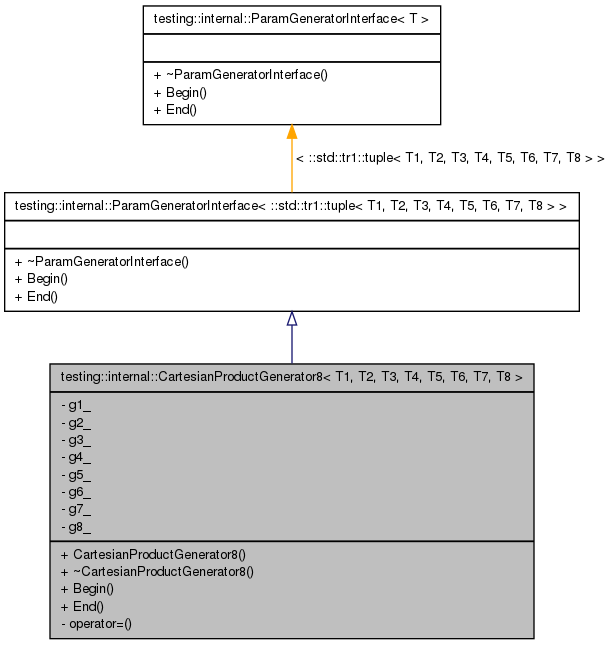 testing::internal::ParamGeneratorInterface< T >
+ ~ParamGeneratorInterface()
+ Begin()
+ End()
< ::std::tr1::tuple< T1, T2, T3, T4, T5, T6, T7, T8 > >
testing::internal::ParamGeneratorInterface< ::std::tr1::tuple< T1, T2, T3, T4, T5, T6, T7, T8 > >
+ ~ParamGeneratorInterface()
+ Begin()
+ End()
testing::internal::CartesianProductGenerator8< T1, T2, T3, T4, T5, T6, T7, T8 >
- g1_
- g2_
- g3_
- g4_
- g5_
- g6_
- g7_
- g8_
+ CartesianProductGenerator8()
+ ~CartesianProductGenerator8()
+ Begin()
+ End()
- operator=()